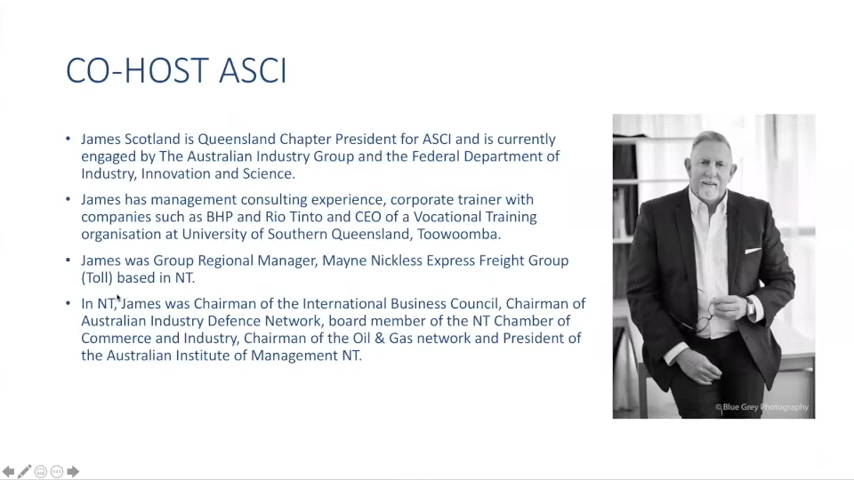 CO-HOST ASCI
• James Scotland is Queensland Chapter President for ASCI and is currently
engaged by The Australian Industry Group and the Federal Department of
Industry, Innovation and Science.
• James has management consulting experience, corporate trainer with
companies such as BHP and Rio Tinto and CEO of a Vocational Training
organisation at University of Southern Queensland, Toowoomba.
• James was Group Regional Manager, Mayne Nickless Express Freight Group
(Toll) based in NT.
• In NT, James was Chairman of the International Business Council, Chairman of
Australian Industry Defence Network, board member of the NT Chamber of
Commerce and Industry, Chairman of the Oil & Gas network and President of
the Australian Institute of Management NT.
© Blue Grey Photography